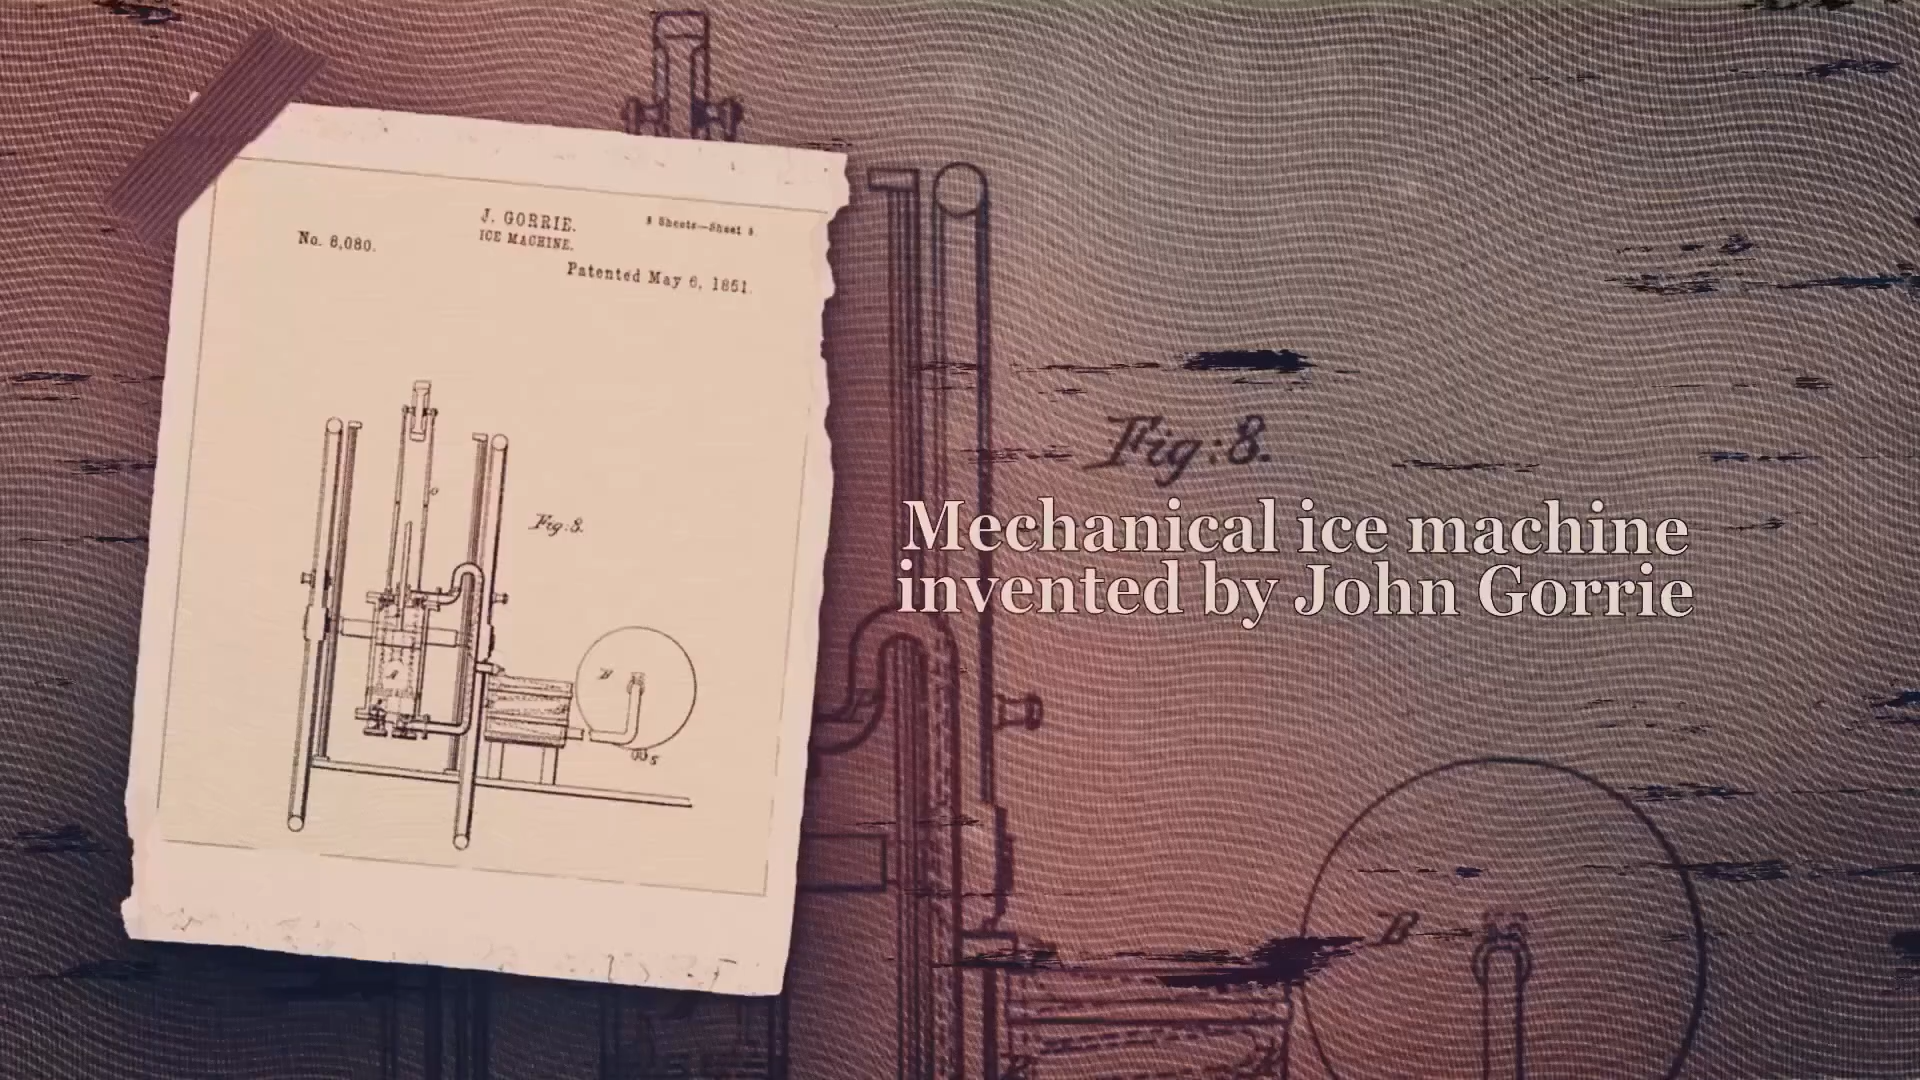 J. GORRIE.
ICE MACHINE.
No. 8,080.
Patented May 6, 1851.
Fig: 8.
B
Fig: 8.
Mechanical ice machine
invented by John Gorrie
B